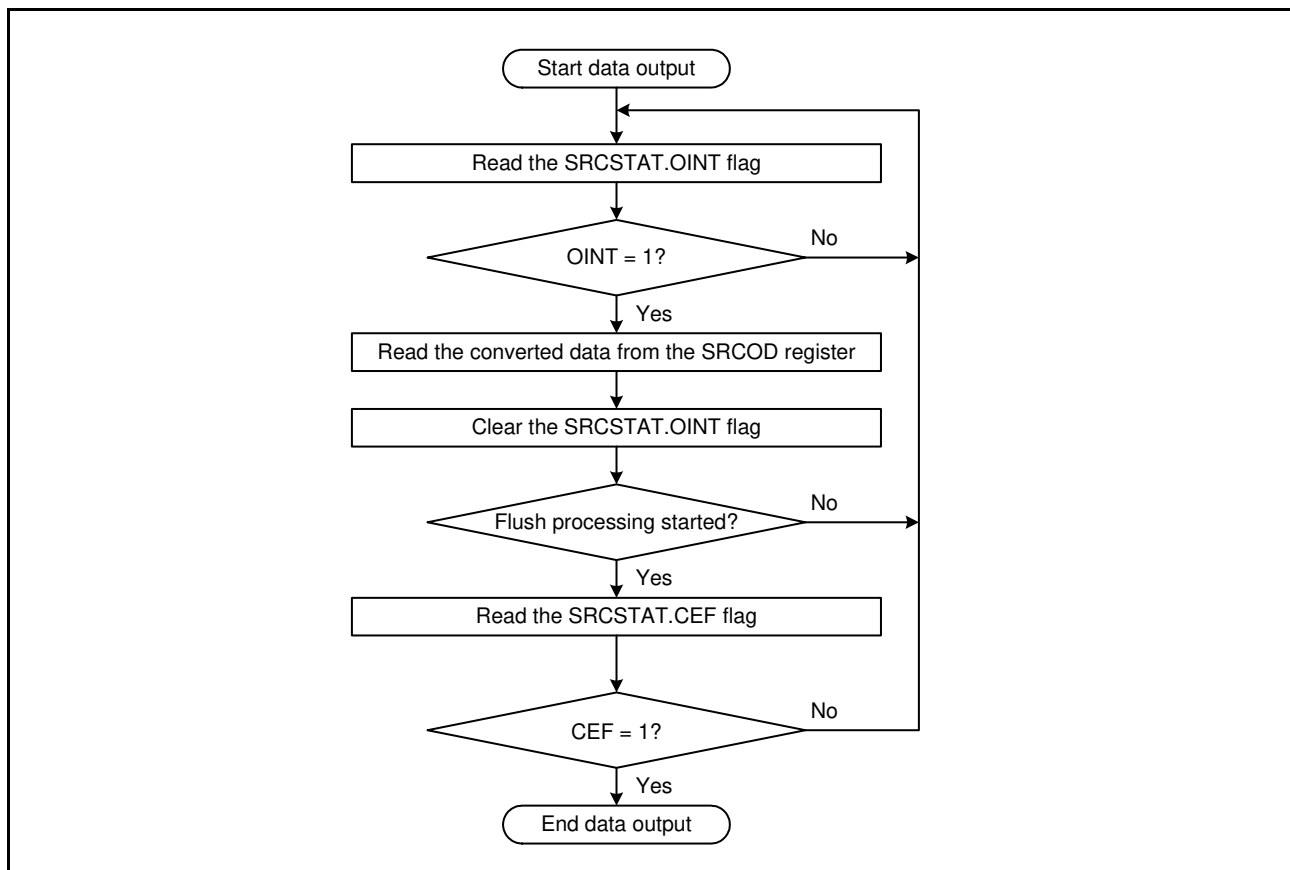 Start data output
Read the SRCSTAT.OINT flag
No
OINT = 1?
Yes
Read the converted data from the SRCOD register
Clear the SRCSTAT.OINT flag
No
Flush processing started?
Yes
Read the SRCSTAT.CEF flag
No
CEF = 1?
Yes
End data output